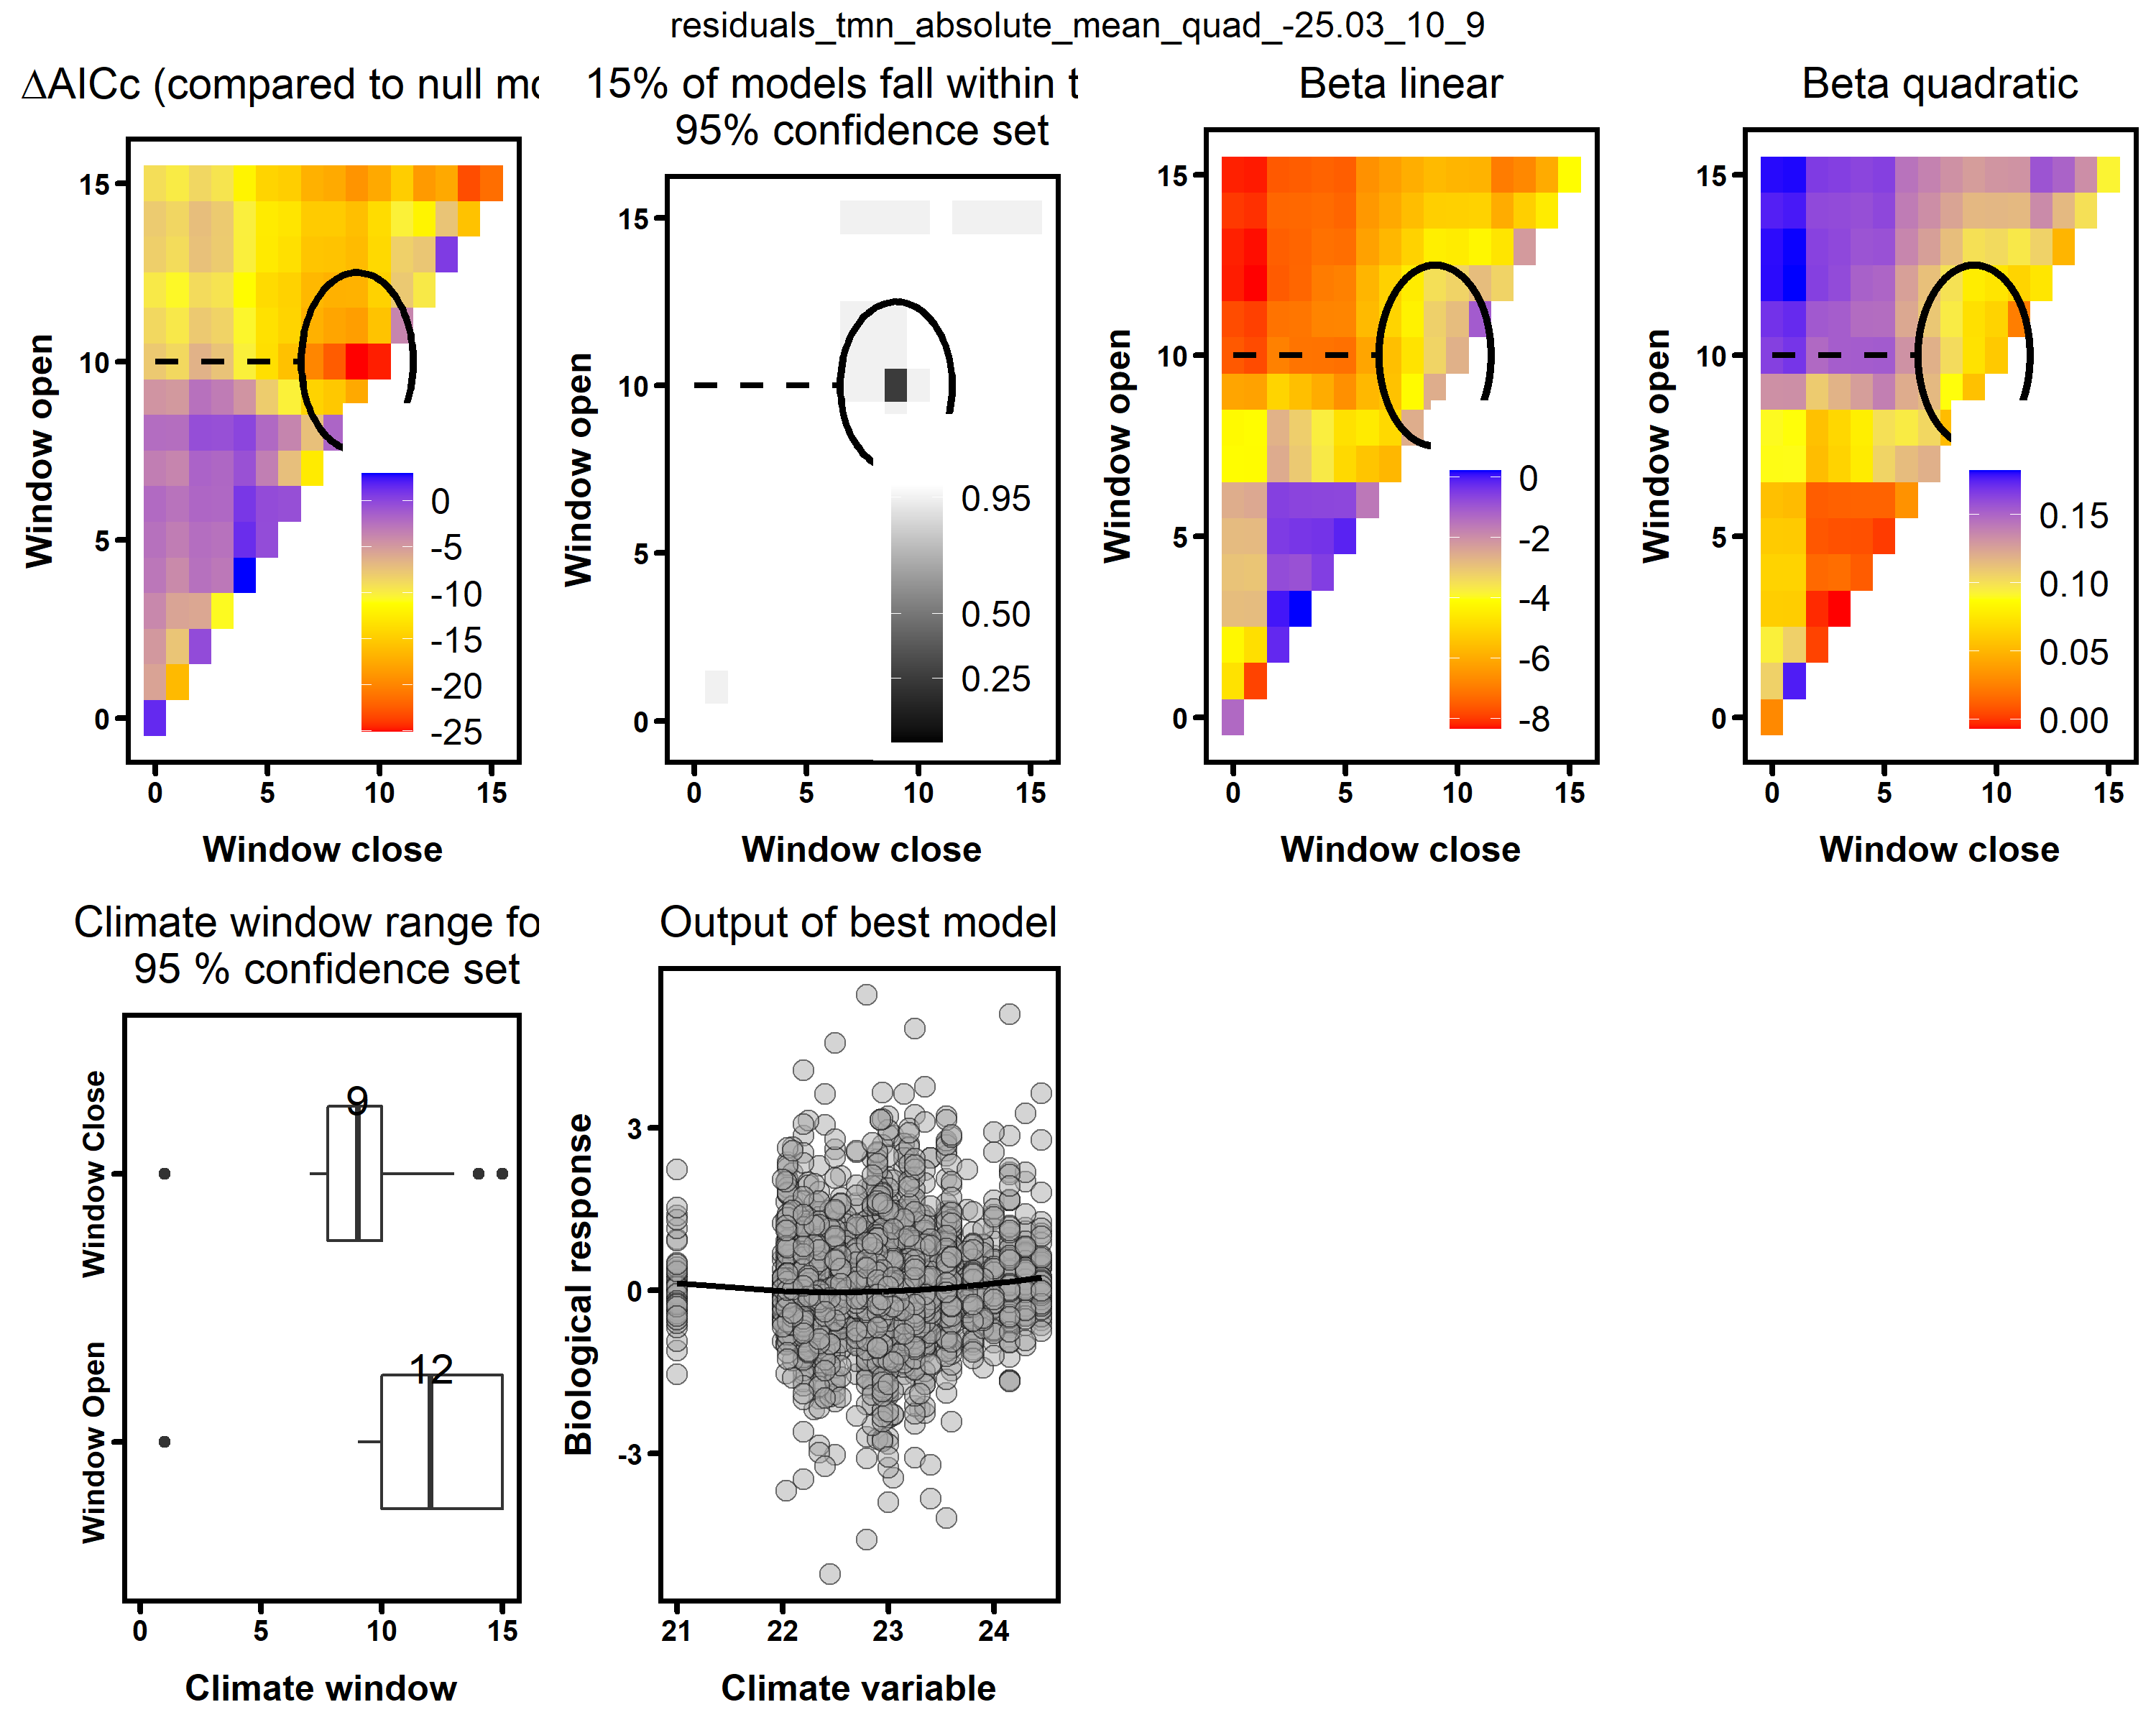 residuals_tmn_absolute_mean_quad_-25.03_10_9
ΔAICc (compared to null mo
15
10
5
0
Window open
0
-5
-10
-15
-20
-25
0 5 10 15
Window close
15% of models fall within t
95% confidence set
15
10
5
0
Window open
0.95
0.50
0.25
0 5 10 15
Window close
Beta linear
15
10
5
0
Window open
0
-2
-4
-6
-8
0 5 10 15
Window close
Beta quadratic
15
10
5
0
Window open
0.15
0.10
0.05
0.00
0 5 10 15
Window close
Climate window range fo
95 % confidence set
Window Close
9
Window Open
12
0 5 10 15
Climate window
Output of best model
Biological response
3
0
-3
21 22 23 24
Climate variable